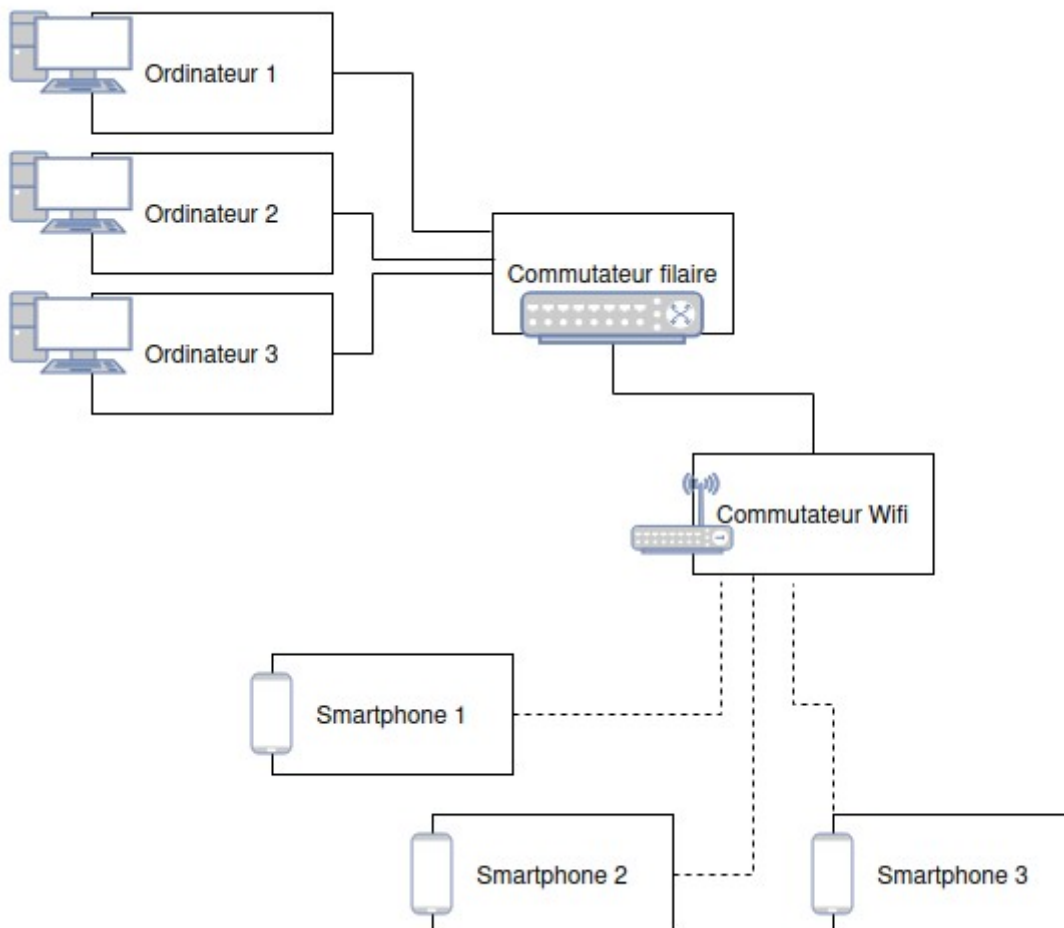 Ordinateur 1
Ordinateur 2
Commutateur filaire
Ordinateur 3
Commutateur Wifi
Smartphone 1
Smartphone 2
Smartphone 3